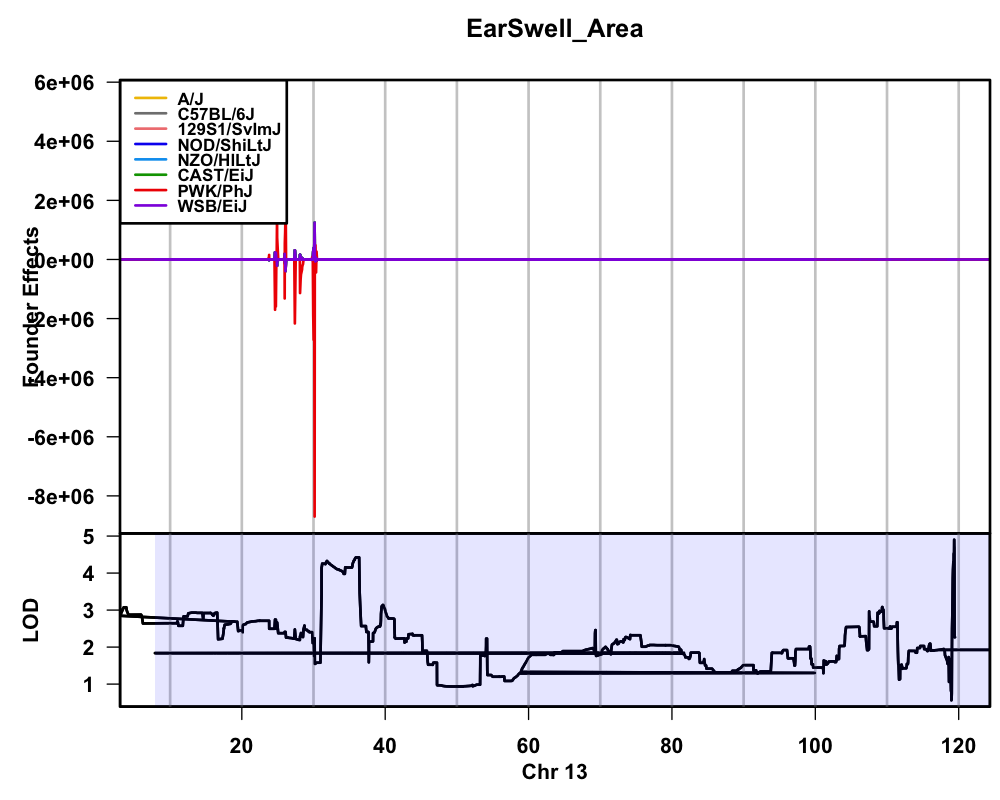 EarSwell_Area
6e+06
4e+06
2e+06
0e+00
-2e+06
-4e+06
-6e+06
-8e+06
Founder Effects
A/J
C57BL/6J
129S1/SvImJ
NOD/ShiLtJ
NZO/HlLtJ
CAST/EiJ
PWK/PhJ
WSB/EiJ
5
4
3
2
1
LOD
20 40 60 80 100 120
Chr 13